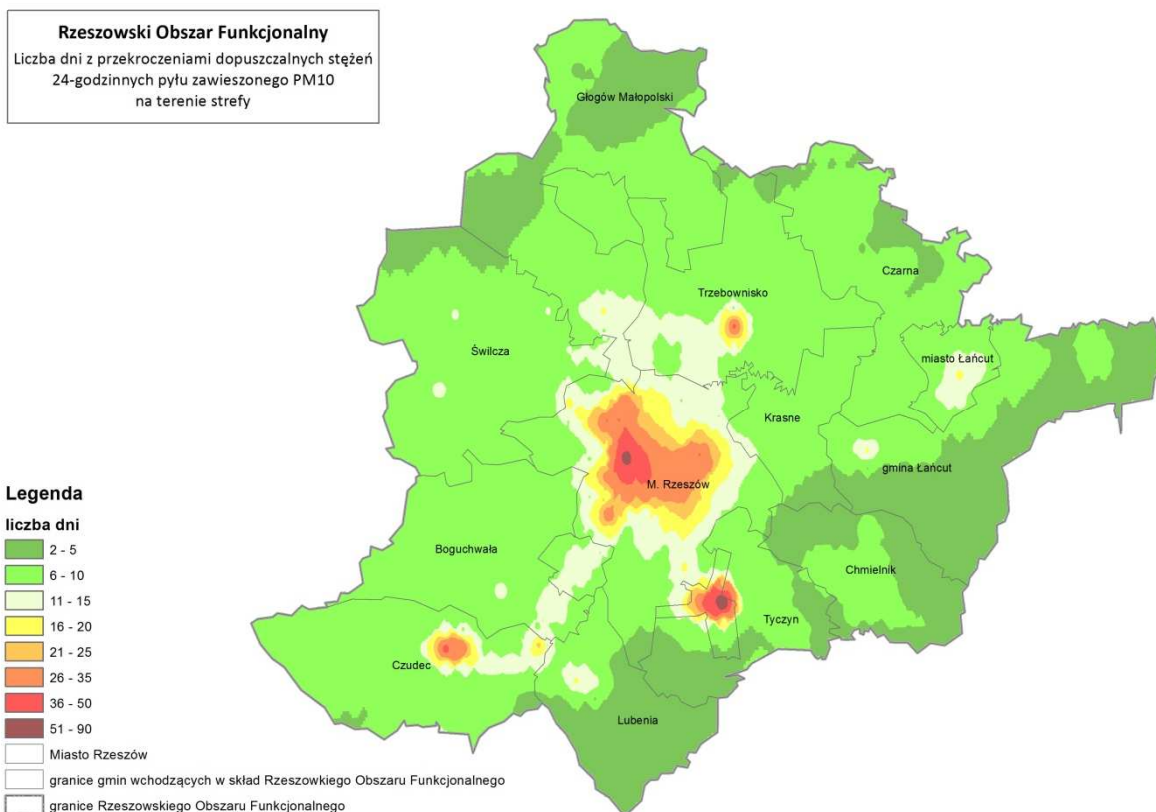 Rzeszowski Obszar Funkcjonalny
Liczba dni z przekroczeniami dopuszczalnych stężeń
24-godzinnych pyłu zawieszonego PM10
na terenie strefy
Głogów Małopolski
Czarna
Trzebownisko
Świlcza
miasto Łańcut
Krasne
gmina Łańcut
M. Rzeszów
Boguchwała
Chmielnik
Tyczyn
Czudec
Lubenia
Legenda
liczba dni
2 - 5
6 - 10
11 - 15
16 - 20
21 - 25
26 - 35
36 - 50
51 - 90
Miasto Rzeszów
granice gmin wchodzących w skład Rzeszowkiego Obszaru Funkcjonalnego
granice Rzeszowskiego Obszaru Funkcjonalnego